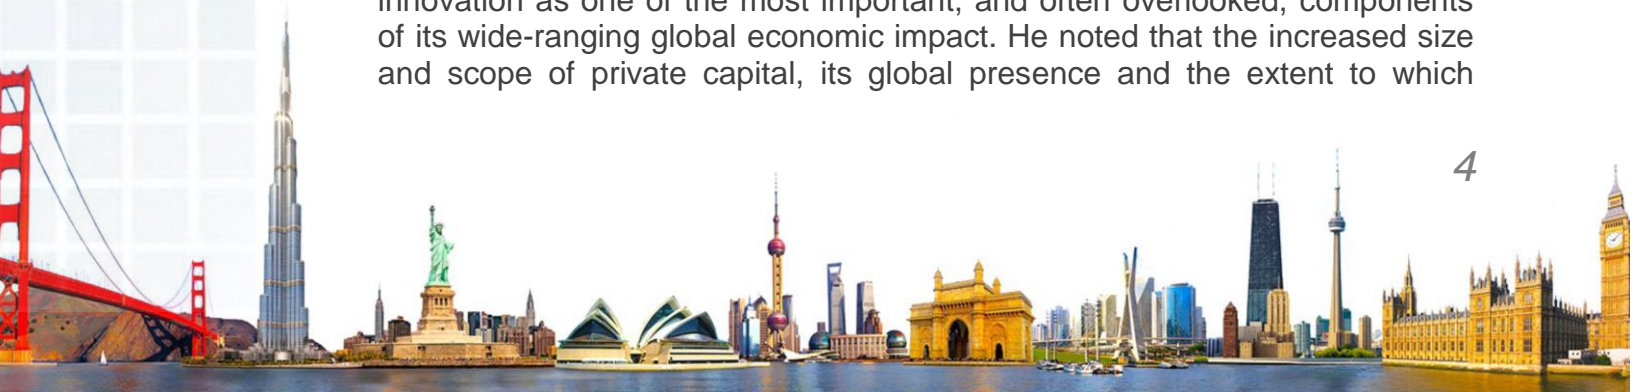 innovation as one of the most important, and often overlooked, components
of its wide-ranging global economic impact. He noted that the increased size
and scope of private capital, its global presence and the extent to which
4